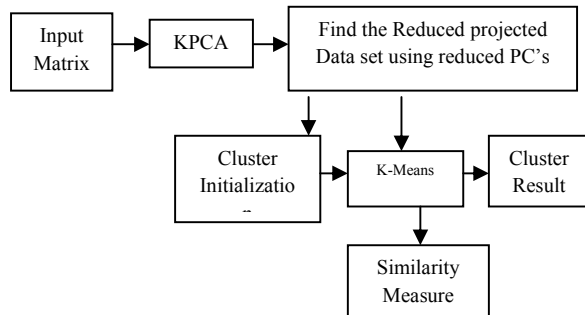 Input
Matrix
KPCA
Find the Reduced projected
Data set using reduced PC's
Cluster
Initializatio
K-Means
Cluster
Result
Similarity
Measure